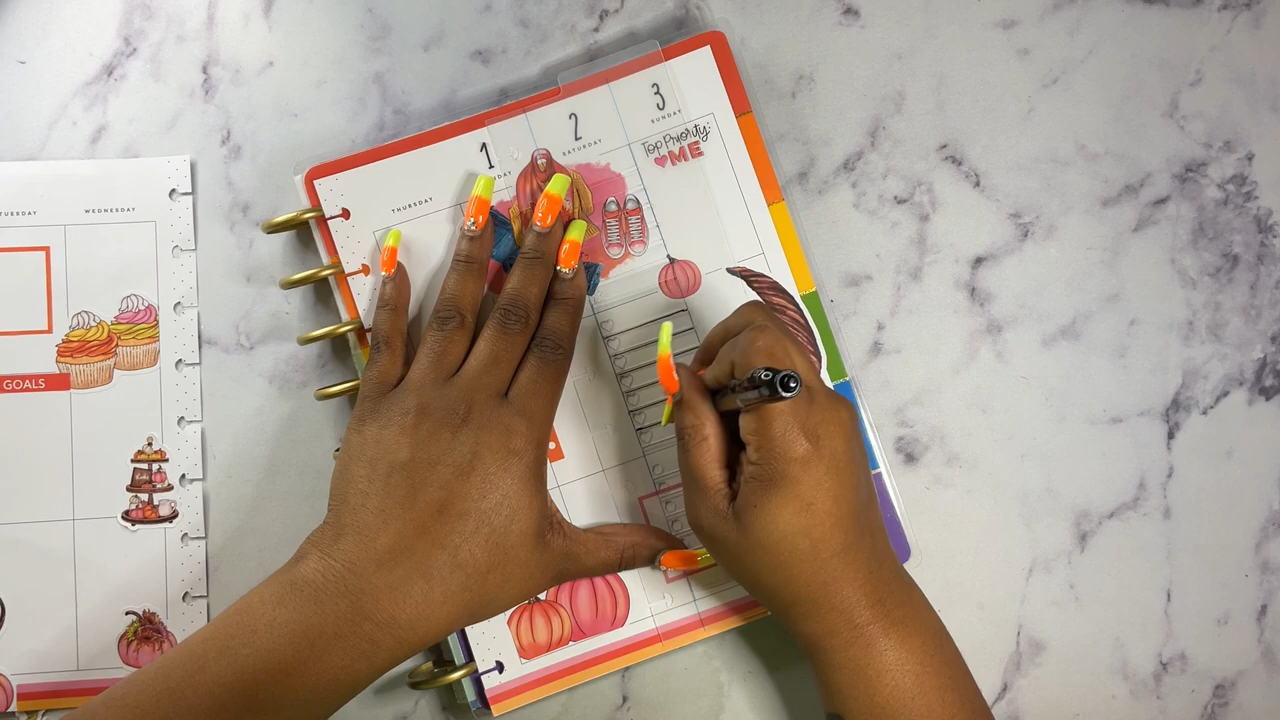 TUESDAY
WEDNESDAY
GOALS
THURSDAY
1
2
SATURDAY
3
SUNDAY
Top Priority:
ME